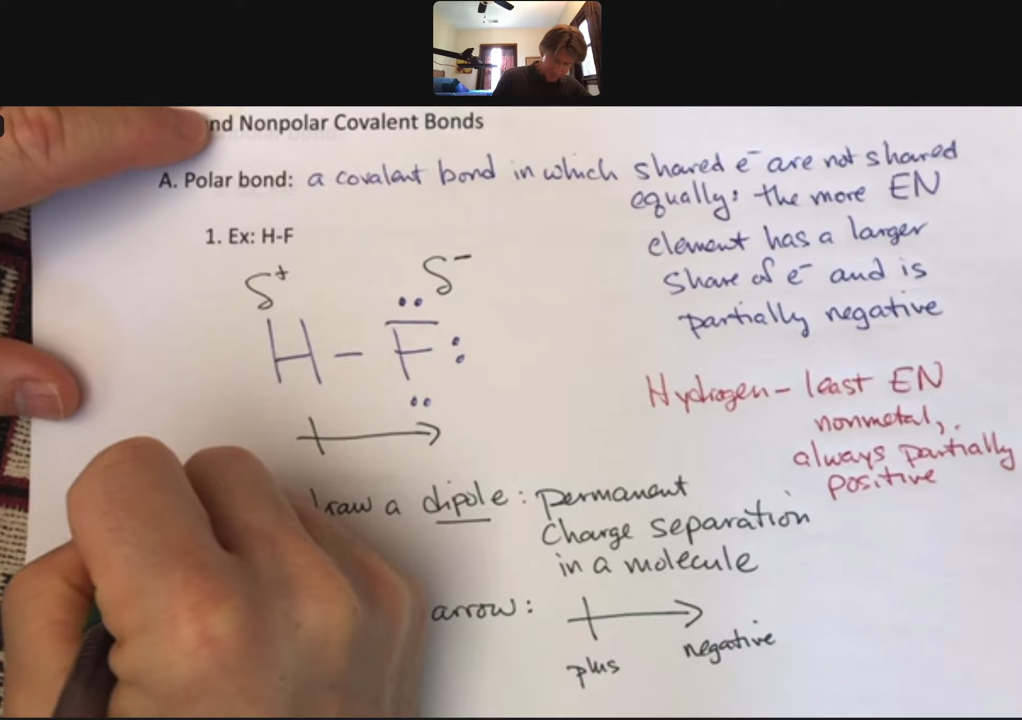 nd Nonpolar Covalent Bonds
A. Polar bond: a covalent bond in which shared e⁻ are not shared
equally: the more EN
element has a larger
share of e⁻ and is
partially negative
1. Ex: H-F
δ⁺ δ⁻
H – F
Hydrogen – least EN
nonmetal,
always partially
positive
raw a dipole: permanent
charge separation
in a molecule
arrow:
plus negative